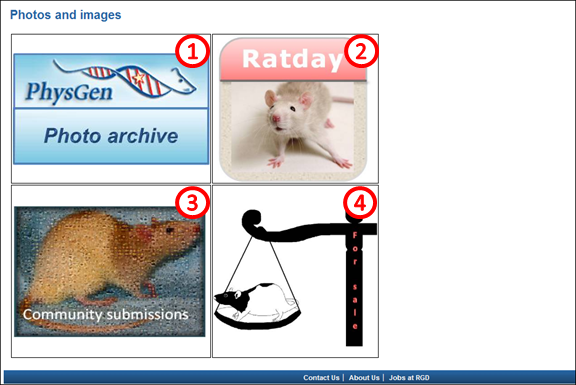 Photos and images
1
PhysGen
Photo archive
2
Ratday
3
Community submissions
4
For sale
Contact Us | About Us | Jobs at RGD